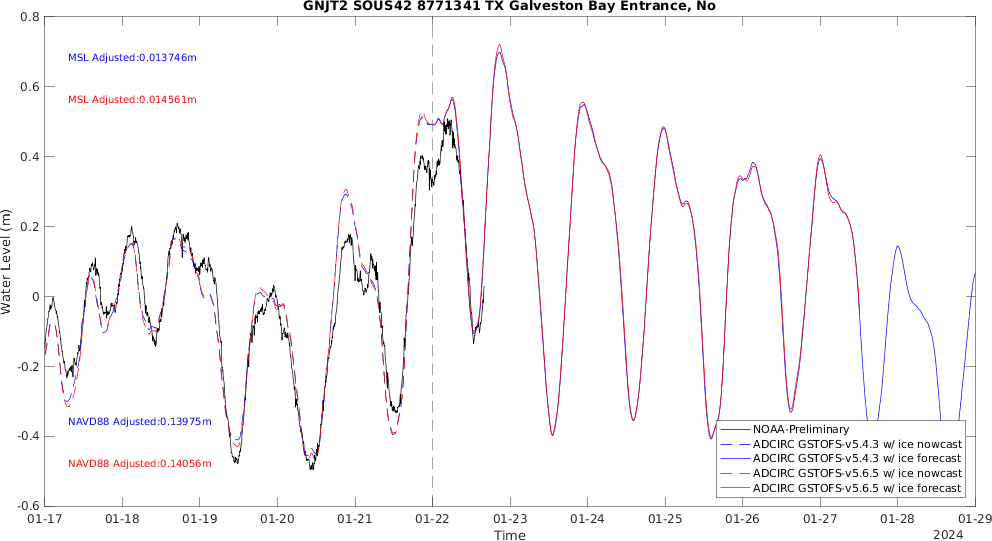 GNJT2 SOUS42 8771341 TX Galveston Bay Entrance, No
0.8
0.6
0.4
0.2
0
-0.2
-0.4
-0.6
Water Level (m)
MSL Adjusted:0.013746m
MSL Adjusted:0.014561m
NAVD88 Adjusted:0.13975m
NAVD88 Adjusted:0.14056m
NOAA-Preliminary
ADCIRC GSTOFS-v5.4.3 w/ ice nowcast
ADCIRC GSTOFS-v5.4.3 w/ ice forecast
ADCIRC GSTOFS-v5.6.5 w/ ice nowcast
ADCIRC GSTOFS-v5.6.5 w/ ice forecast
01-17 01-18 01-19 01-20 01-21 01-22 01-23 01-24 01-25 01-26 01-27 01-28 01-29
Time
2024